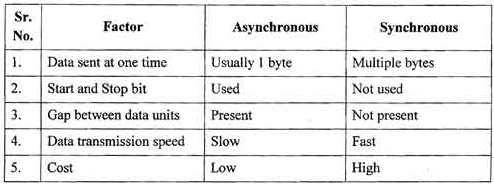 Sr. No. Factor Asynchronous Synchronous
1. Data sent at one time Usually 1 byte Multiple bytes
2. Start and Stop bit Used Not used
3. Gap between data units Present Not present
4. Data transmission speed Slow Fast
5. Cost Low High